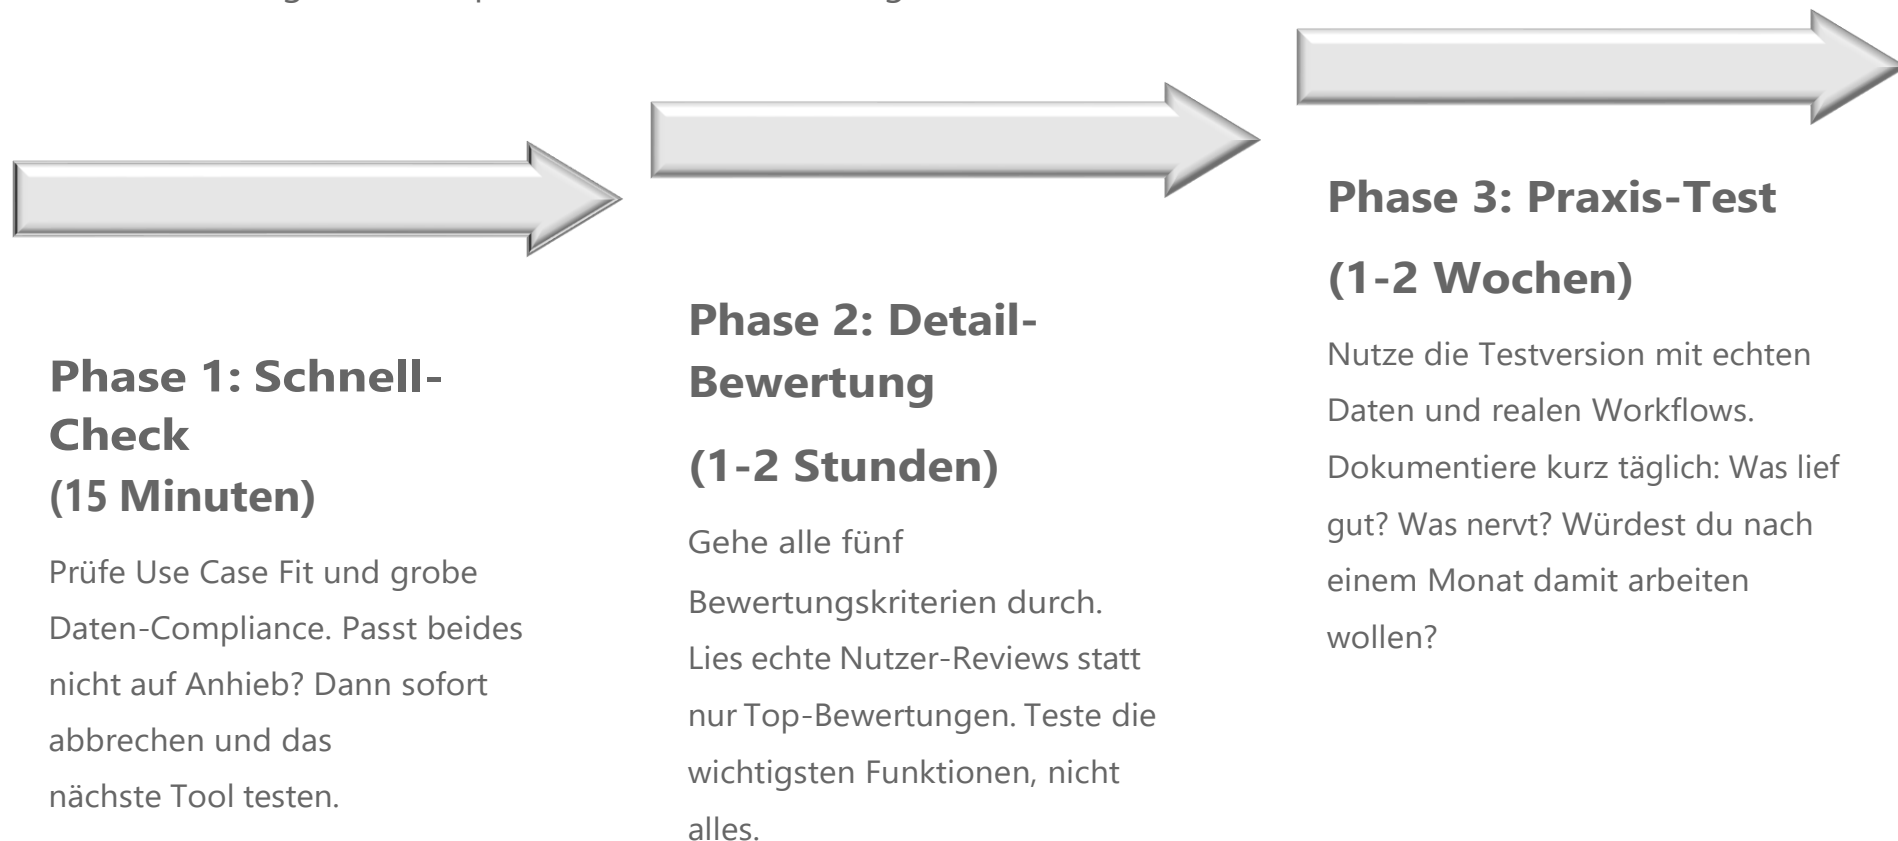 Phase 1: Schnell-
Check
(15 Minuten)
Prüfe Use Case Fit und grobe
Daten-Compliance. Passt beides
nicht auf Anhieb? Dann sofort
abbrechen und das
nächste Tool testen.
Phase 2: Detail-
Bewertung
(1-2 Stunden)
Gehe alle fünf
Bewertungskriterien durch.
Lies echte Nutzer-Reviews statt
nur Top-Bewertungen. Teste die
wichtigsten Funktionen, nicht
alles.
Phase 3: Praxis-Test
(1-2 Wochen)
Nutze die Testversion mit echten
Daten und realen Workflows.
Dokumentiere kurz täglich: Was lief
gut? Was nervt? Würdest du nach
einem Monat damit arbeiten
wollen?